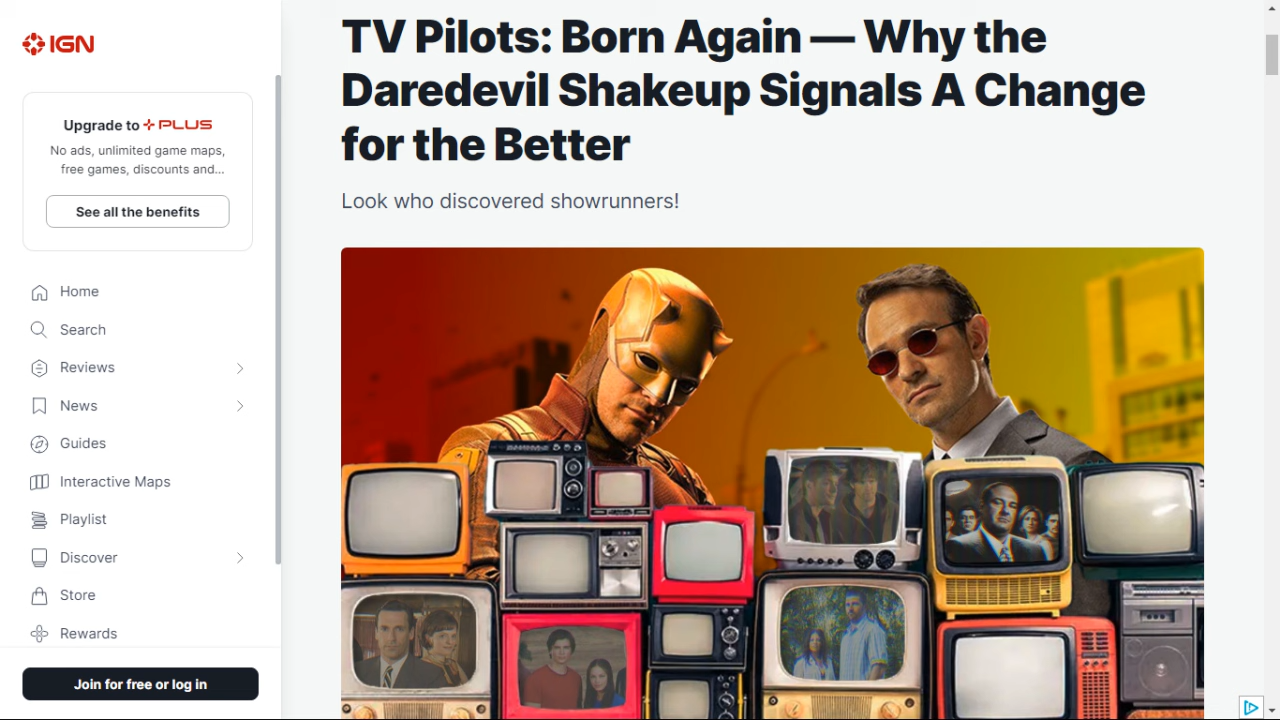 IGN
Upgrade to PLUS
No ads, unlimited game maps,
free games, discounts and...
See all the benefits
Home
Search
Reviews
News
Guides
Interactive Maps
Playlist
Discover
Store
Rewards
Join for free or log in
TV Pilots: Born Again — Why the
Daredevil Shakeup Signals A Change
for the Better
Look who discovered showrunners!